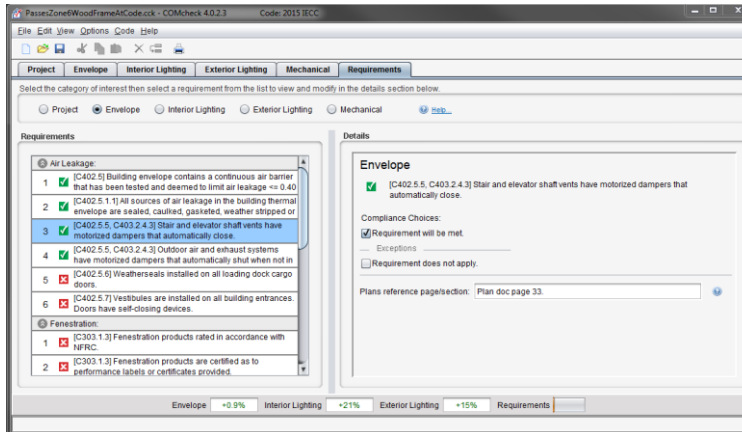 PassesZone6WoodFrameAtCode.cck - COMcheck 4.0.2.3 Code: 2015 IECC
File Edit View Options Code Help
Project Envelope Interior Lighting Exterior Lighting Mechanical Requirements
Select the category of interest then select a requirement from the list to view and modify in the details section below.
Project Envelope Interior Lighting Exterior Lighting Mechanical Help...
Requirements
Air Leakage:
1 [C402.5] Building envelope contains a continuous air barrier
that has been tested and deemed to limit air leakage <= 0.40
2 [C402.5.1.1] All sources of air leakage in the building thermal
envelope are sealed, caulked, gasketed, weather stripped or
3 [C402.5.5, C403.2.4.3] Stair and elevator shaft vents have
motorized dampers that automatically close.
4 [C402.5.5, C403.2.4.3] Outdoor air and exhaust systems
have motorized dampers that automatically shut when not in
5 [C402.5.6] Weatherseals installed on all loading dock cargo
doors.
6 [C402.5.7] Vestibules are installed on all building entrances.
Doors have self-closing devices.
Fenestration:
1 [C303.1.3] Fenestration products rated in accordance with
NFRC.
2 [C303.1.3] Fenestration products are certified as to
performance labels or certificates provided.
Details
Envelope
[C402.5.5, C403.2.4.3] Stair and elevator shaft vents have motorized dampers that
automatically close.
Compliance Choices:
Requirement will be met.
Exceptions
Requirement does not apply.
Plans reference page/section: Plan doc page 33.
Envelope +0.9% Interior Lighting +21% Exterior Lighting +15% Requirements